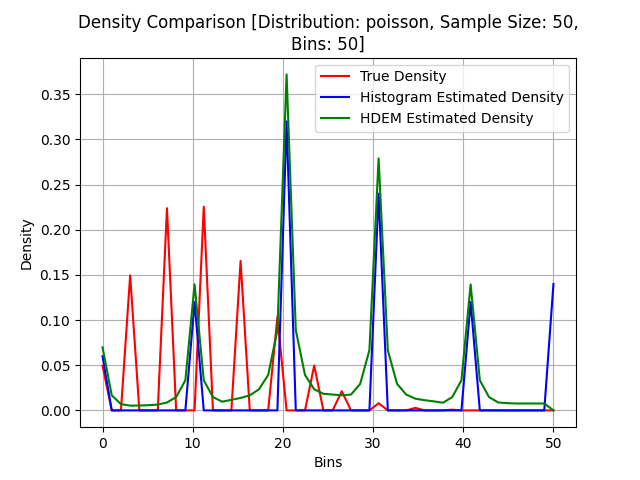 Density Comparison [Distribution: poisson, Sample Size: 50,
Bins: 50]
True Density
Histogram Estimated Density
HDEM Estimated Density
Density
0.35
0.30
0.25
0.20
0.15
0.10
0.05
0.00
0 10 20 30 40 50
Bins